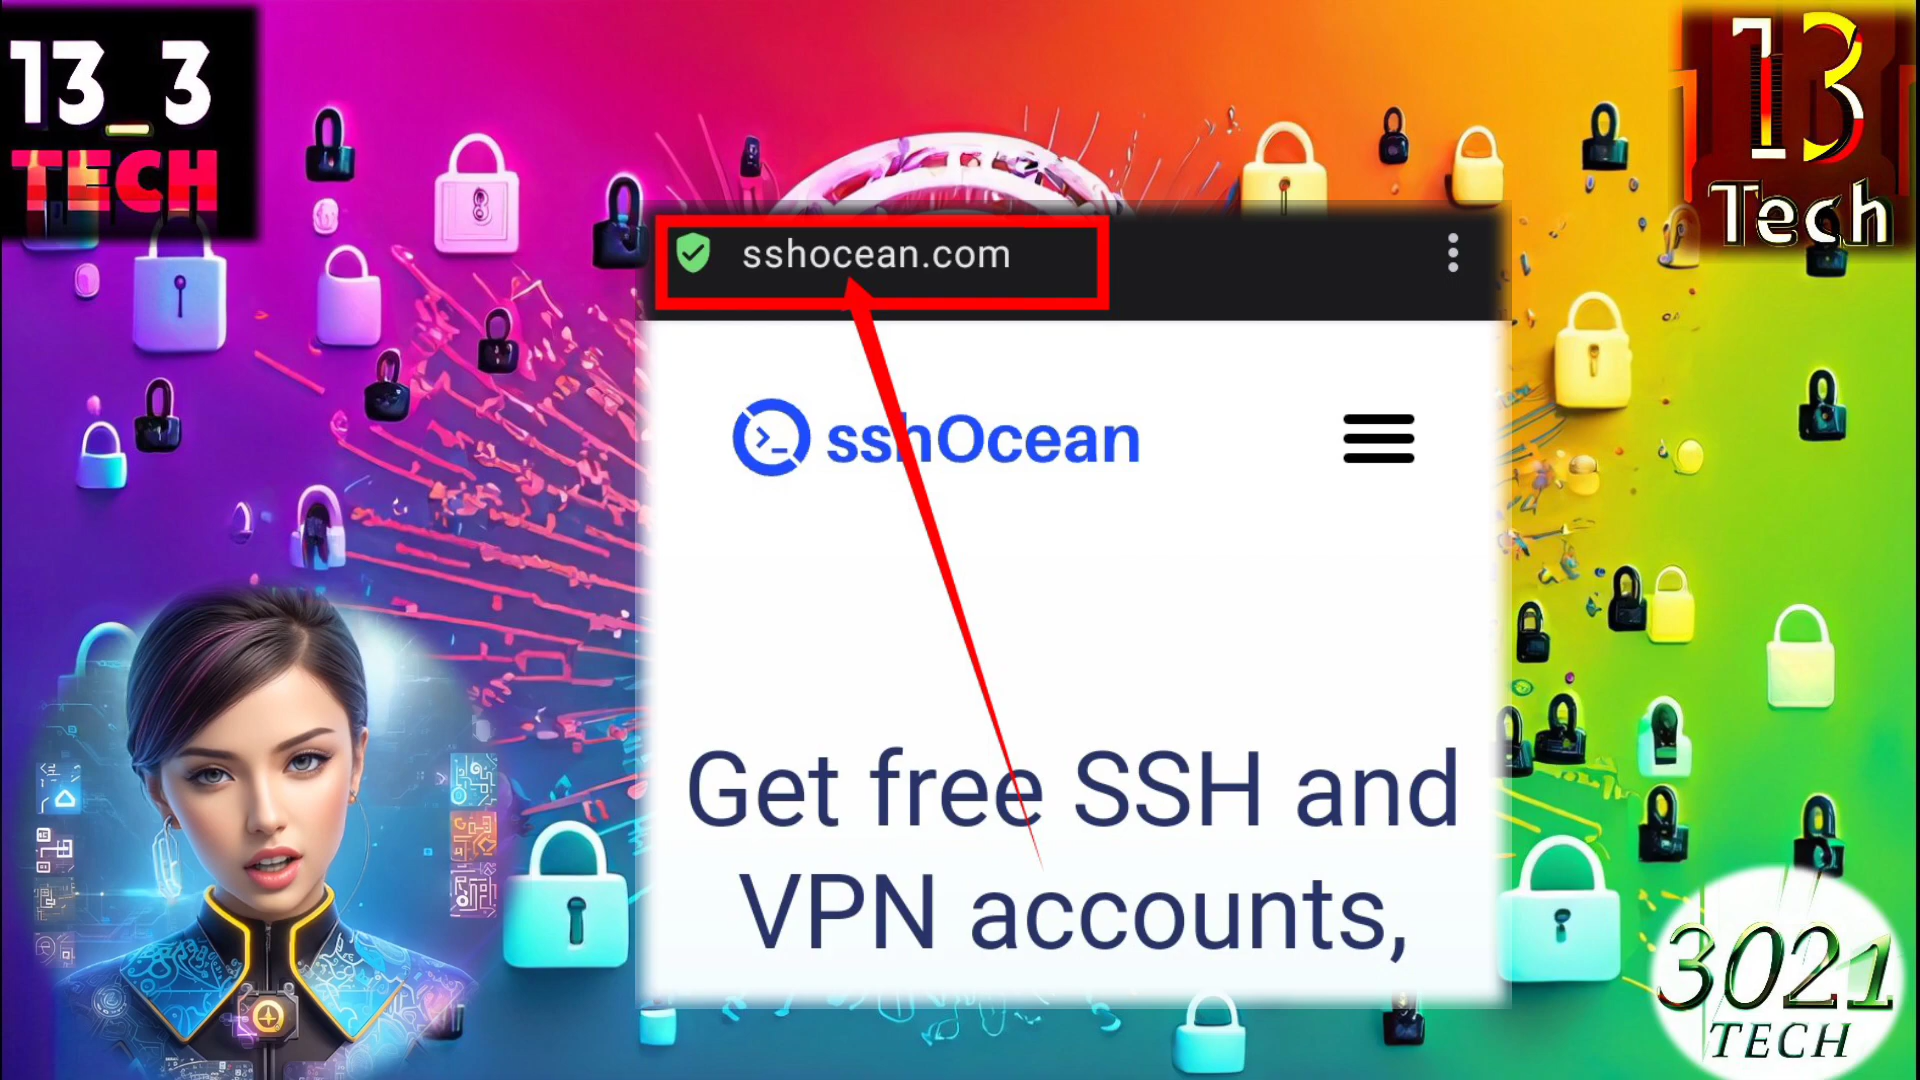 13_3
TECH
13
Tech
sshocean.com
sshOcean
Get free SSH and
VPN accounts,
3021
TECH